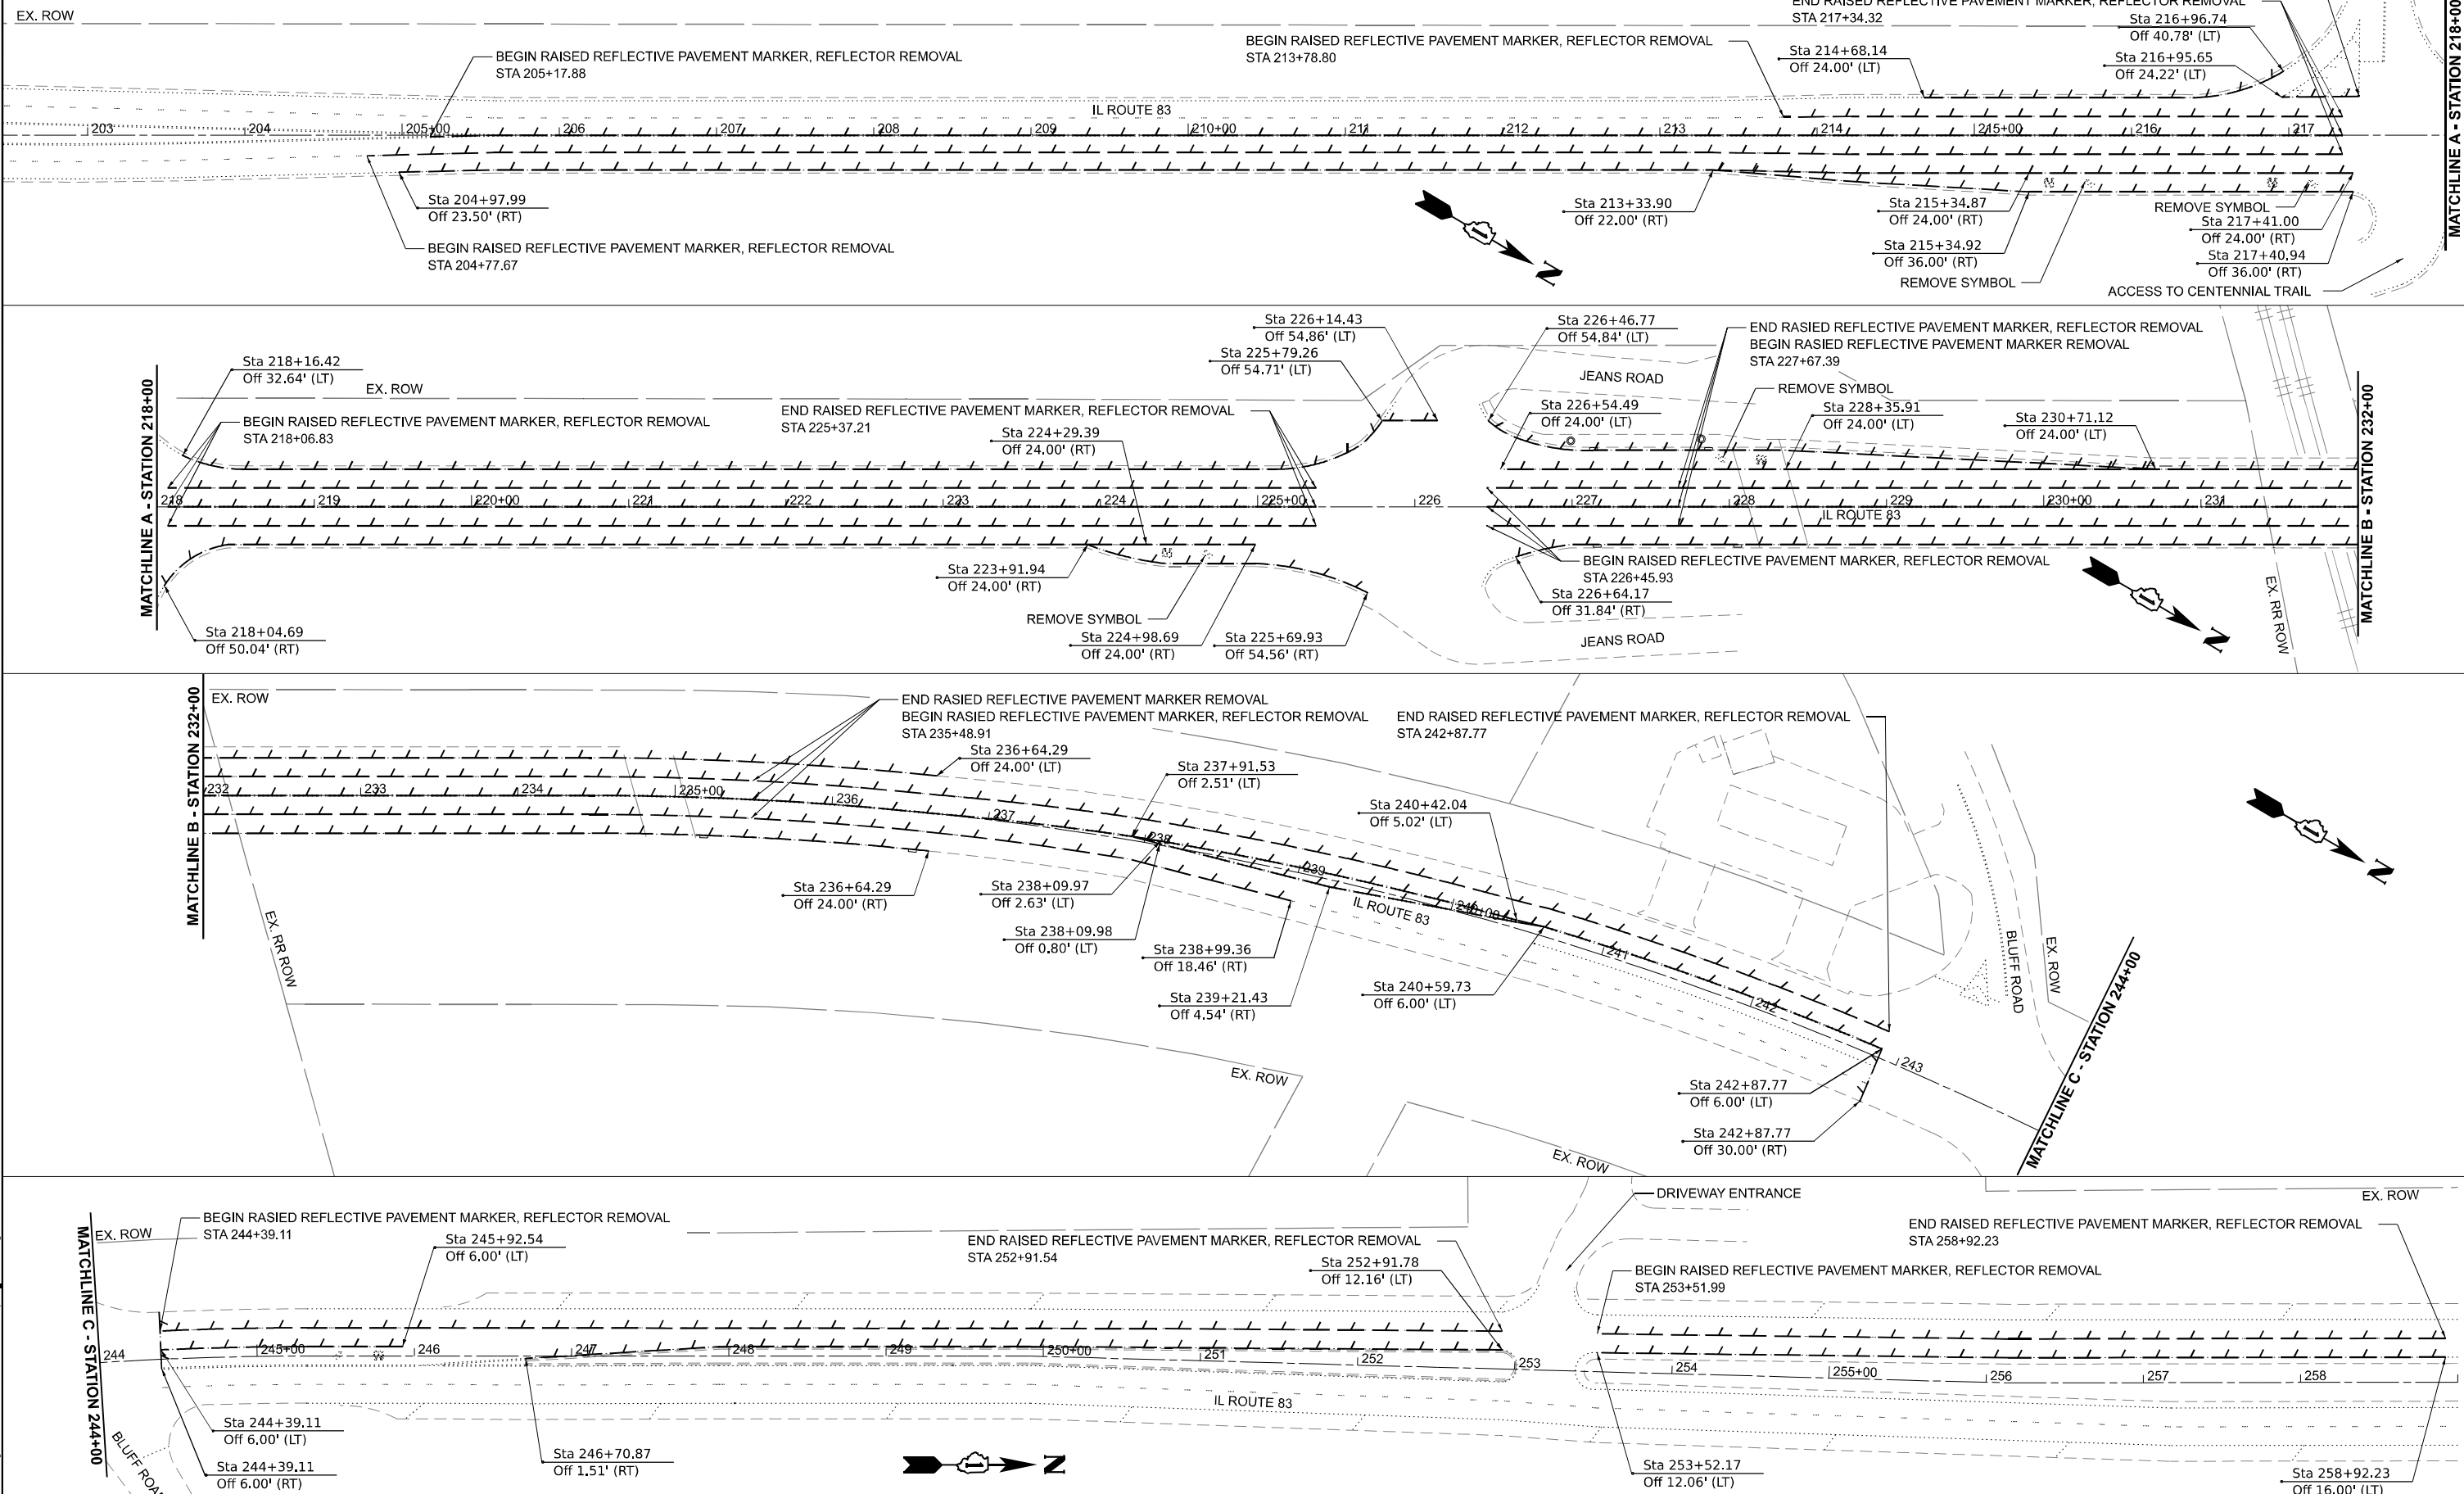 EX. ROW
BEGIN RAISED REFLECTIVE PAVEMENT MARKER, REFLECTOR REMOVAL
STA 205+17.88
BEGIN RAISED REFLECTIVE PAVEMENT MARKER, REFLECTOR REMOVAL
STA 213+78.80
END RAISED REFLECTIVE PAVEMENT MARKER, REFLECTOR REMOVAL
STA 217+34.32
Sta 216+96.74
Off 40.78' (LT)
Sta 214+68.14
Off 24.00' (LT)
Sta 216+95.65
Off 24.22' (LT)
MATCHLINE A - STATION 218+00
IL ROUTE 83
203
204
205+00
206
207
208
209
210+00
211
212
213
214
215+00
216
217
Sta 204+97.99
Off 23.50' (RT)
BEGIN RAISED REFLECTIVE PAVEMENT MARKER, REFLECTOR REMOVAL
STA 204+77.67
N
Sta 213+33.90
Off 22.00' (RT)
Sta 215+34.87
Off 24.00' (RT)
Sta 215+34.92
Off 36.00' (RT)
REMOVE SYMBOL
REMOVE SYMBOL
Sta 217+41.00
Off 24.00' (RT)
Sta 217+40.94
Off 36.00' (RT)
ACCESS TO CENTENNIAL TRAIL
MATCHLINE A - STATION 218+00
Sta 218+16.42
Off 32.64' (LT)
EX. ROW
BEGIN RAISED REFLECTIVE PAVEMENT MARKER, REFLECTOR REMOVAL
STA 218+06.83
END RAISED REFLECTIVE PAVEMENT MARKER, REFLECTOR REMOVAL
STA 225+37.21
Sta 224+29.39
Off 24.00' (RT)
Sta 226+14.43
Off 54.86' (LT)
Sta 225+79.26
Off 54.71' (LT)
Sta 226+46.77
Off 54.84' (LT)
JEANS ROAD
Sta 226+54.49
Off 24.00' (LT)
END RASIED REFLECTIVE PAVEMENT MARKER, REFLECTOR REMOVAL
BEGIN RASIED REFLECTIVE PAVEMENT MARKER REMOVAL
STA 227+67.39
REMOVE SYMBOL
Sta 228+35.91
Off 24.00' (LT)
Sta 230+71.12
Off 24.00' (LT)
MATCHLINE B - STATION 232+00
218
219
220+00
221
222
223
224
225+00
226
227
228
229
230+00
231
IL ROUTE 83
Sta 218+04.69
Off 50.04' (RT)
Sta 223+91.94
Off 24.00' (RT)
REMOVE SYMBOL
Sta 224+98.69
Off 24.00' (RT)
Sta 225+69.93
Off 54.56' (RT)
BEGIN RAISED REFLECTIVE PAVEMENT MARKER, REFLECTOR REMOVAL
STA 226+45.93
Sta 226+64.17
Off 31.84' (RT)
JEANS ROAD
N
EX. RR ROW
MATCHLINE B - STATION 232+00
EX. ROW
END RASIED REFLECTIVE PAVEMENT MARKER REMOVAL
BEGIN RASIED REFLECTIVE PAVEMENT MARKER, REFLECTOR REMOVAL
STA 235+48.91
END RAISED REFLECTIVE PAVEMENT MARKER, REFLECTOR REMOVAL
STA 242+87.77
Sta 236+64.29
Off 24.00' (LT)
Sta 237+91.53
Off 2.51' (LT)
Sta 240+42.04
Off 5.02' (LT)
232
233
234
235+00
236
237
238
239
240+00
241
242
243
IL ROUTE 83
Sta 236+64.29
Off 24.00' (RT)
Sta 238+09.97
Off 2.63' (LT)
Sta 238+09.98
Off 0.80' (LT)
Sta 238+99.36
Off 18.46' (RT)
Sta 239+21.43
Off 4.54' (RT)
Sta 240+59.73
Off 6.00' (LT)
Sta 242+87.77
Off 6.00' (LT)
Sta 242+87.77
Off 30.00' (RT)
EX. RR ROW
EX. ROW
EX. ROW
BLUFF ROAD
EX. ROW
N
MATCHLINE C - STATION 244+00
MATCHLINE C - STATION 244+00
EX. ROW
BEGIN RASIED REFLECTIVE PAVEMENT MARKER, REFLECTOR REMOVAL
STA 244+39.11
Sta 245+92.54
Off 6.00' (LT)
END RAISED REFLECTIVE PAVEMENT MARKER, REFLECTOR REMOVAL
STA 252+91.54
Sta 252+91.78
Off 12.16' (LT)
DRIVEWAY ENTRANCE
EX. ROW
END RAISED REFLECTIVE PAVEMENT MARKER, REFLECTOR REMOVAL
STA 258+92.23
BEGIN RAISED REFLECTIVE PAVEMENT MARKER, REFLECTOR REMOVAL
STA 253+51.99
244
245+00
246
247
248
249
250+00
251
252
253
254
255+00
256
257
258
IL ROUTE 83
BLUFF ROAD
Sta 244+39.11
Off 6.00' (LT)
Sta 244+39.11
Off 6.00' (RT)
Sta 246+70.87
Off 1.51' (RT)
N
Sta 253+52.17
Off 12.06' (LT)
Sta 258+92.23
Off 16.00' (LT)